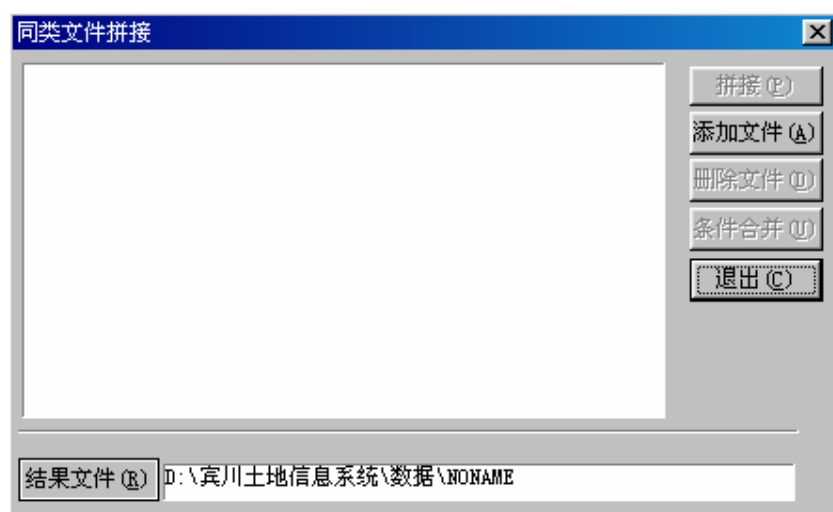 同类文件拼接
拼接(P)
添加文件(A)
删除文件(D)
条件合并(U)
退出(C)
结果文件(R) D:\宾川土地信息系统\数据\NONAME